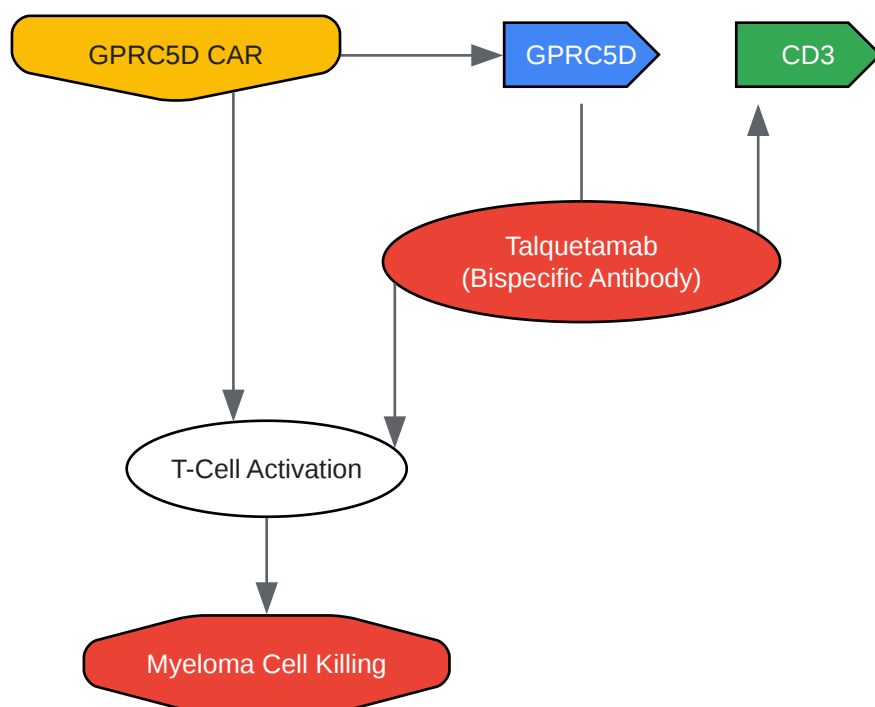 GPRC5D CAR
GPRC5D
CD3
Talquetamab
(Bispecific Antibody)
T-Cell Activation
Myeloma Cell Killing